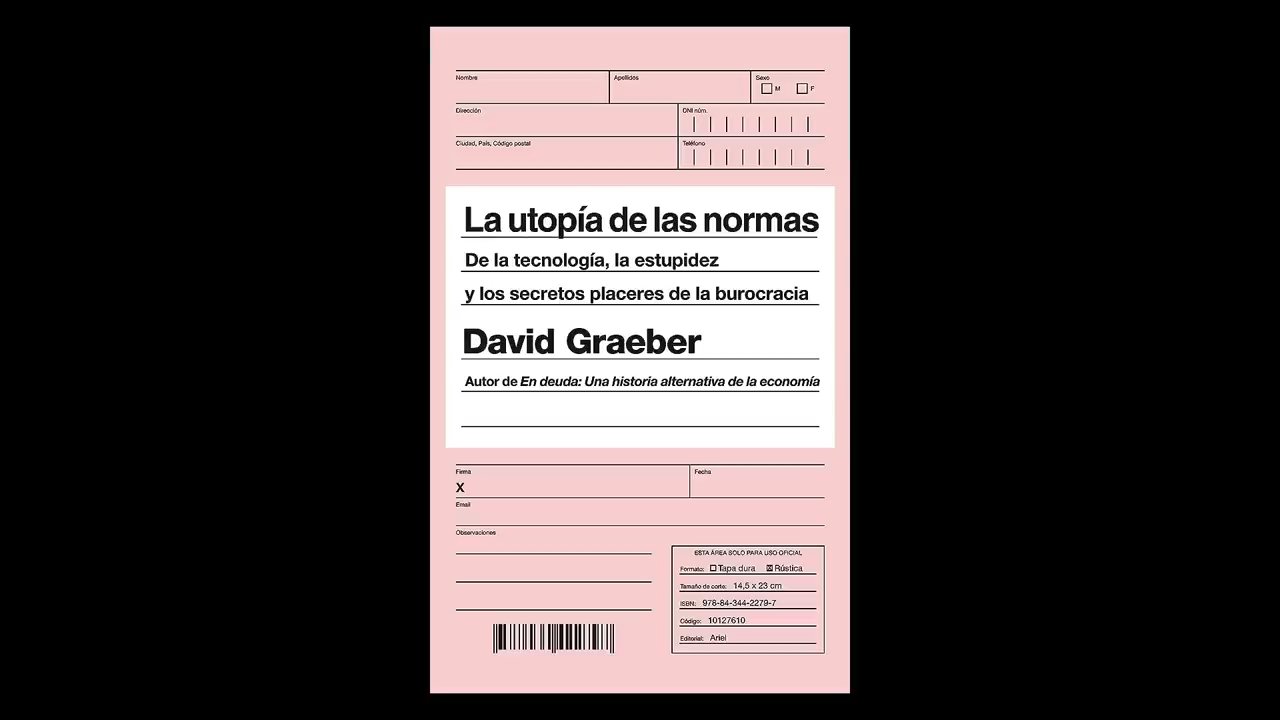 Nombre Apellidos Sexo
M F
Dirección DNI núm.
Ciudad, País, Código postal Teléfono
La utopía de las normas
De la tecnología, la estupidez
y los secretos placeres de la burocracia
David Graeber
Autor de En deuda: Una historia alternativa de la economía
Firma Fecha
X
Email
Observaciones
ESTA ÁREA SOLO PARA USO OFICIAL
Formato: Tapa dura Rústica
Tamaño de corte: 14,5 x 23 cm
ISBN: 978-84-344-2279-7
Código: 10127610
Editorial: Ariel